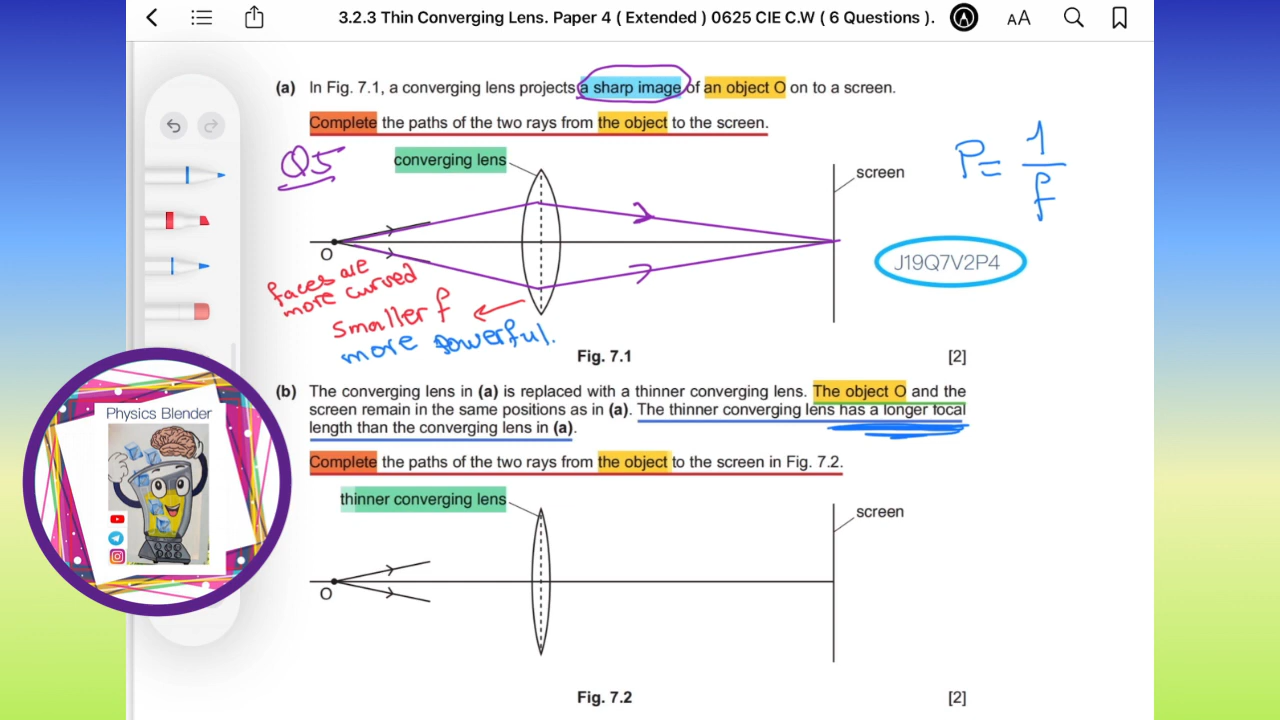 3.2.3 Thin Converging Lens. Paper 4 ( Extended ) 0625 CIE C.W ( 6 Questions ).
AA
(a) In Fig. 7.1, a converging lens projects a sharp image of an object O on to a screen.
Complete the paths of the two rays from the object to the screen.
Q5
converging lens
screen
P= 1/f
O
J19Q7V2P4
faces are
more curved
smaller f
more powerful.
Fig. 7.1
[2]
(b) The converging lens in (a) is replaced with a thinner converging lens. The object O and the
screen remain in the same positions as in (a). The thinner converging lens has a longer focal
length than the converging lens in (a).
Complete the paths of the two rays from the object to the screen in Fig. 7.2.
Physics Blender
thinner converging lens
screen
O
Fig. 7.2
[2]